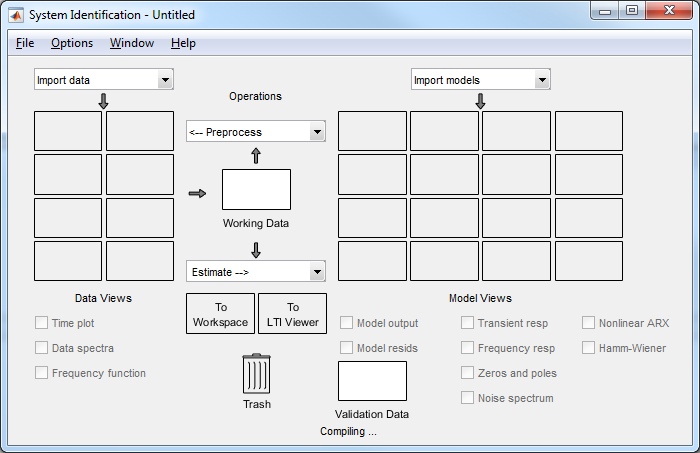 System Identification - Untitled
File Options Window Help
Import data
Import models
Operations
<-- Preprocess
Working Data
Estimate -->
Data Views
Time plot
Data spectra
Frequency function
To
Workspace
To
LTI Viewer
Trash
Model Views
Model output
Model resids
Transient resp
Frequency resp
Zeros and poles
Noise spectrum
Nonlinear ARX
Hamm-Wiener
Validation Data
Compiling ...